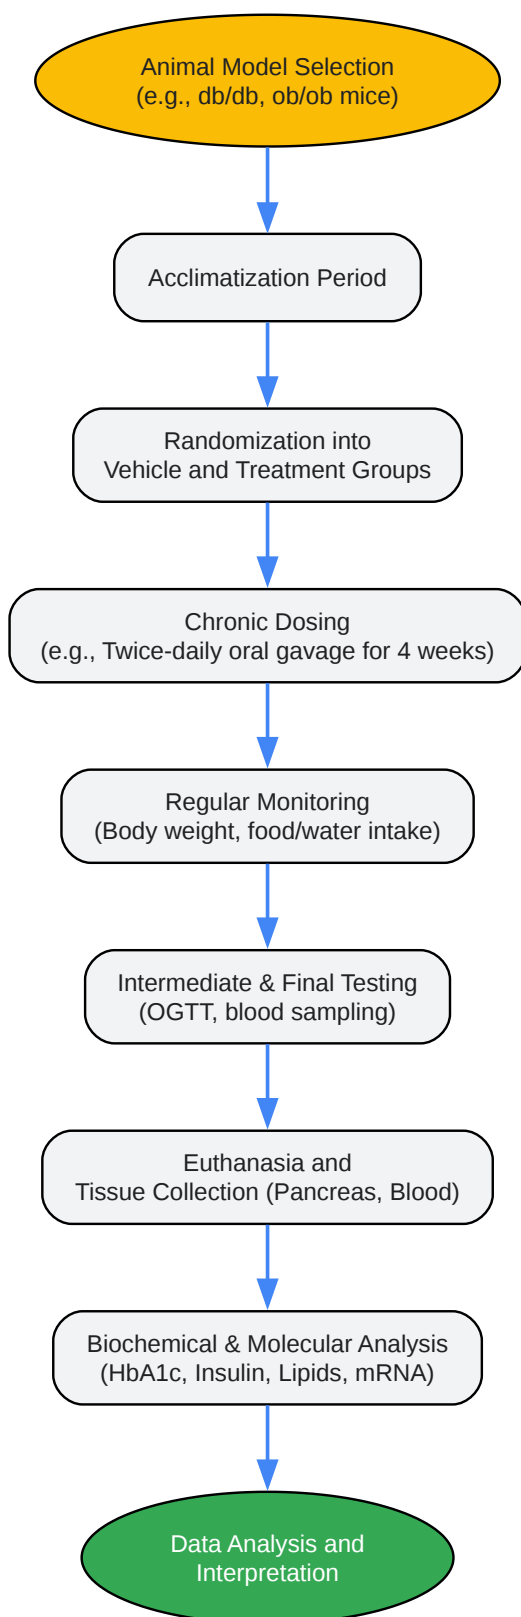 Animal Model Selection
(e.g., db/db, ob/ob mice)
Acclimatization Period
Randomization into
Vehicle and Treatment Groups
Chronic Dosing
(e.g., Twice-daily oral gavage for 4 weeks)
Regular Monitoring
(Body weight, food/water intake)
Intermediate & Final Testing
(OGTT, blood sampling)
Euthanasia and
Tissue Collection (Pancreas, Blood)
Biochemical & Molecular Analysis
(HbA1c, Insulin, Lipids, mRNA)
Data Analysis and
Interpretation